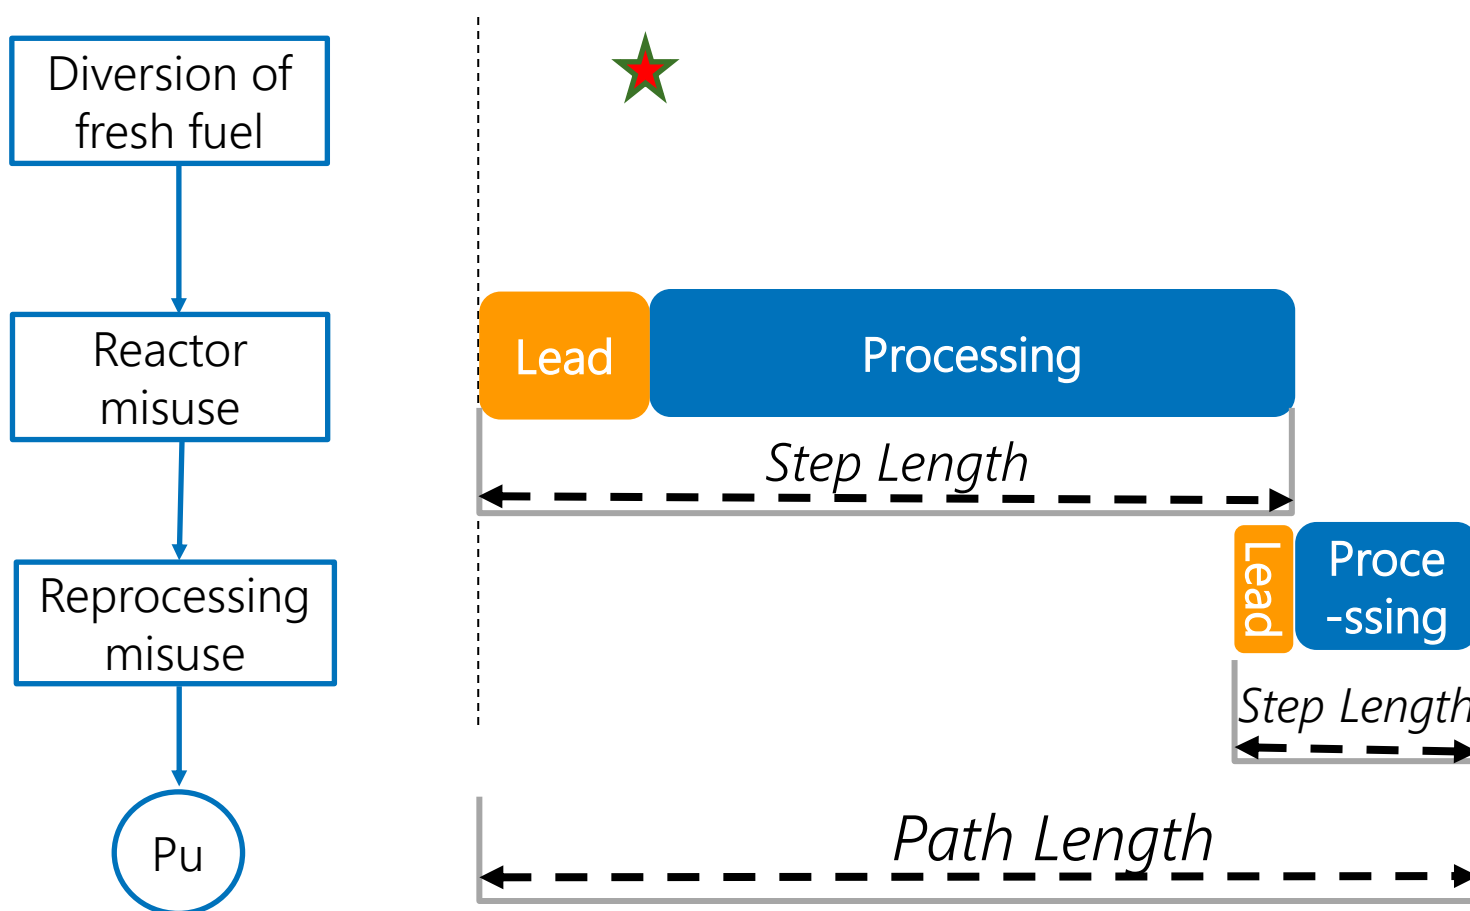 Diversion of
fresh fuel
Reactor
misuse
Lead
Processing
Step Length
Reprocessing
misuse
Lead
Proce
-ssing
Step Length
Pu
Path Length